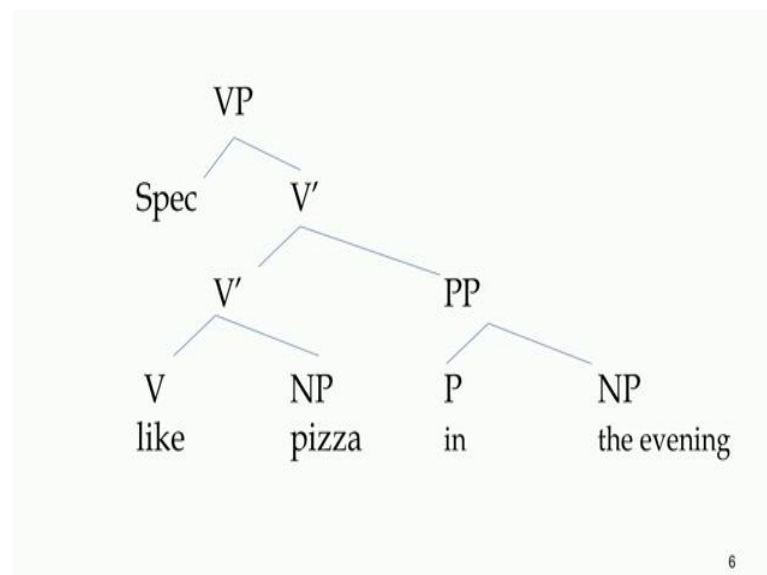 VP
Spec V′
V′ PP
V NP P NP
like pizza in the evening
6